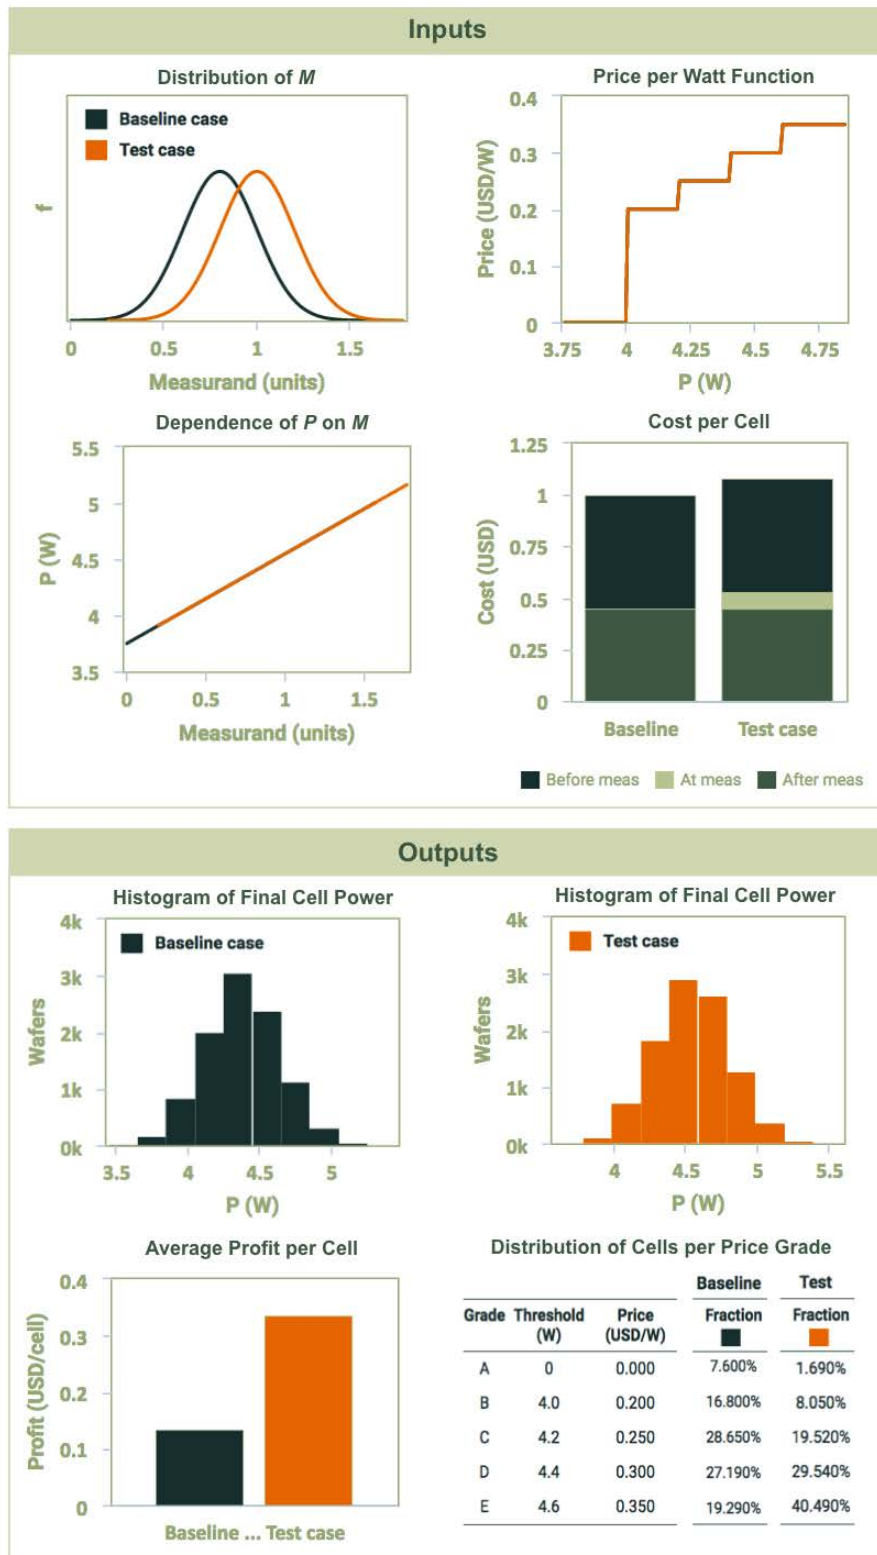 Inputs
Distribution of M
Baseline case
Test case
f
0 0.5 1 1.5
Measurand (units)
Price per Watt Function
0.4
0.3
0.2
0.1
0
Price (USD/W)
3.75 4 4.25 4.5 4.75
P (W)
Dependence of P on M
5.5
5
4.5
4
3.5
P (W)
0 0.5 1 1.5
Measurand (units)
Cost per Cell
1.25
1
0.75
0.5
0.25
0
Cost (USD)
Baseline Test case
Before meas At meas After meas
Outputs
Histogram of Final Cell Power
Baseline case
4k
3k
2k
1k
0k
Wafers
3.5 4 4.5 5
P (W)
Histogram of Final Cell Power
Test case
4k
3k
2k
1k
0k
Wafers
4 4.5 5 5.5
P (W)
Average Profit per Cell
0.4
0.3
0.2
0.1
0
Profit (USD/cell)
Baseline ... Test case
Distribution of Cells per Price Grade
Baseline Test
Grade Threshold Price Fraction Fraction
(W) (USD/W)
A 0 0.000 7.600% 1.690%
B 4.0 0.200 16.800% 8.050%
C 4.2 0.250 28.650% 19.520%
D 4.4 0.300 27.190% 29.540%
E 4.6 0.350 19.290% 40.490%